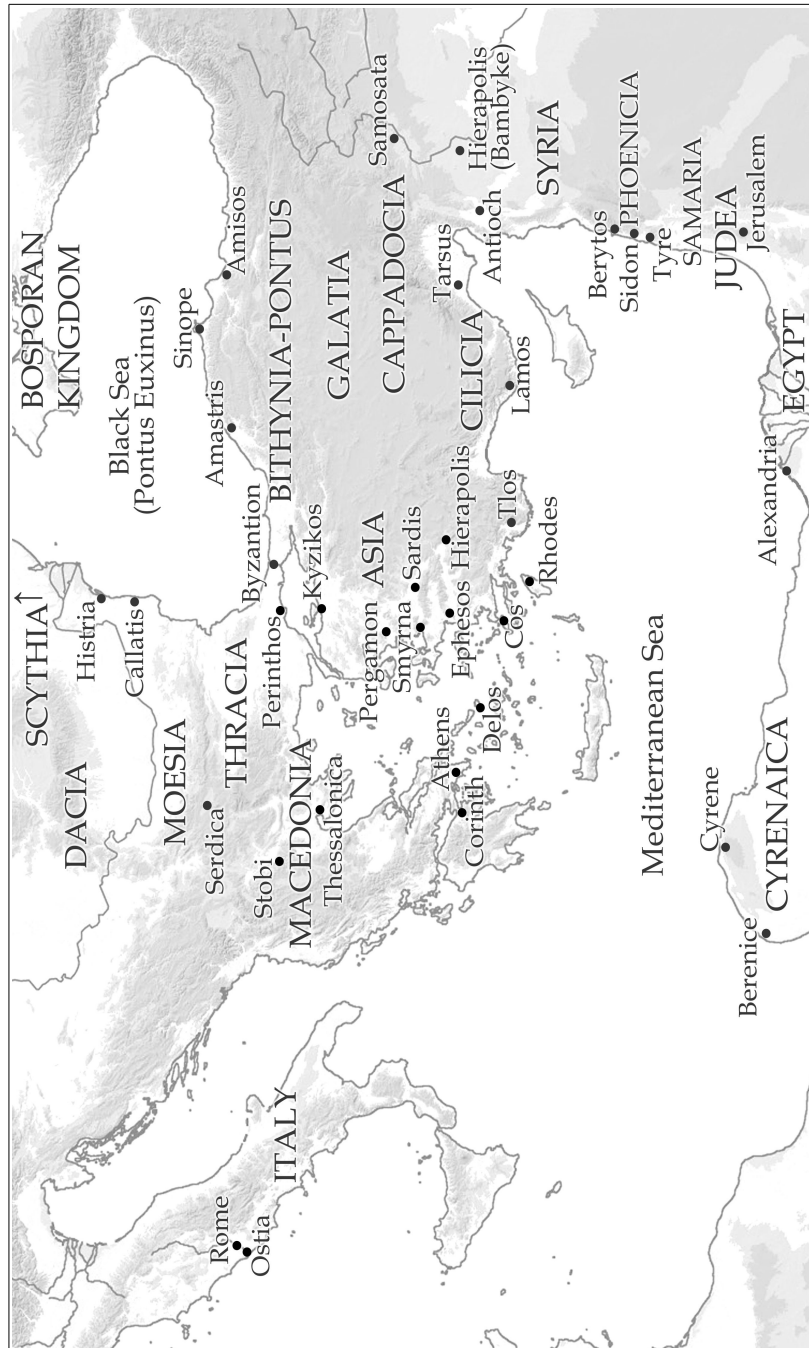 SCYTHIA↑
BOSPORAN
KINGDOM
DACIA
Histria
Callatis
Black Sea
(Pontus Euxinus)
MOESIA
Serdica
THRACIA
Sinope
Amastris
Amisos
Rome
Ostia
ITALY
Stobi
MACEDONIA
Thessalonica
Perinthos
Byzantion
Kyzikos
BITHYNIA-PONTUS
GALATIA
Pergamon
ASIA
Smyrna
Sardis
CAPPADOCIA
Samosata
Athens
Corinth
Ephesos
Hierapolis
CILICIA
Tarsus
Hierapolis
(Bambyke)
Delos
Cos
Tlos
Rhodes
Lamos
Antioch
SYRIA
Mediterranean Sea
Berytos
Sidon
PHOENICIA
Tyre
SAMARIA
JUDEA
Jerusalem
Cyrene
Berenice
CYRENAICA
Alexandria
EGYPT